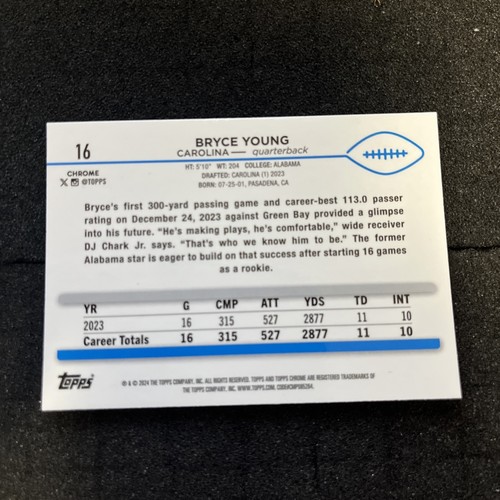 16
BRYCE YOUNG
CAROLINA— quarterback
HT: 5'10" WT: 204 COLLEGE: ALABAMA
DRAFTED: CAROLINA (1) 2023
BORN: 07-25-01, PASADENA, CA
CHROME
X @TOPPS
Bryce's first 300-yard passing game and career-best 113.0 passer
rating on December 24, 2023 against Green Bay provided a glimpse
into his future. "He's making plays, he's comfortable," wide receiver
DJ Chark Jr. says. "That's who we know him to be." The former
Alabama star is eager to build on that success after starting 16 games
as a rookie.
YR G CMP ATT YDS TD INT
2023 16 315 527 2877 11 10
Career Totals 16 315 527 2877 11 10
Topps
® & © 2024 THE TOPPS COMPANY, INC. ALL RIGHTS RESERVED. TOPPS AND TOPPS CHROME ARE REGISTERED TRADEMARKS OF
THE TOPPS COMPANY, INC. WWW.TOPPS.COM. CODE#CMP085284.